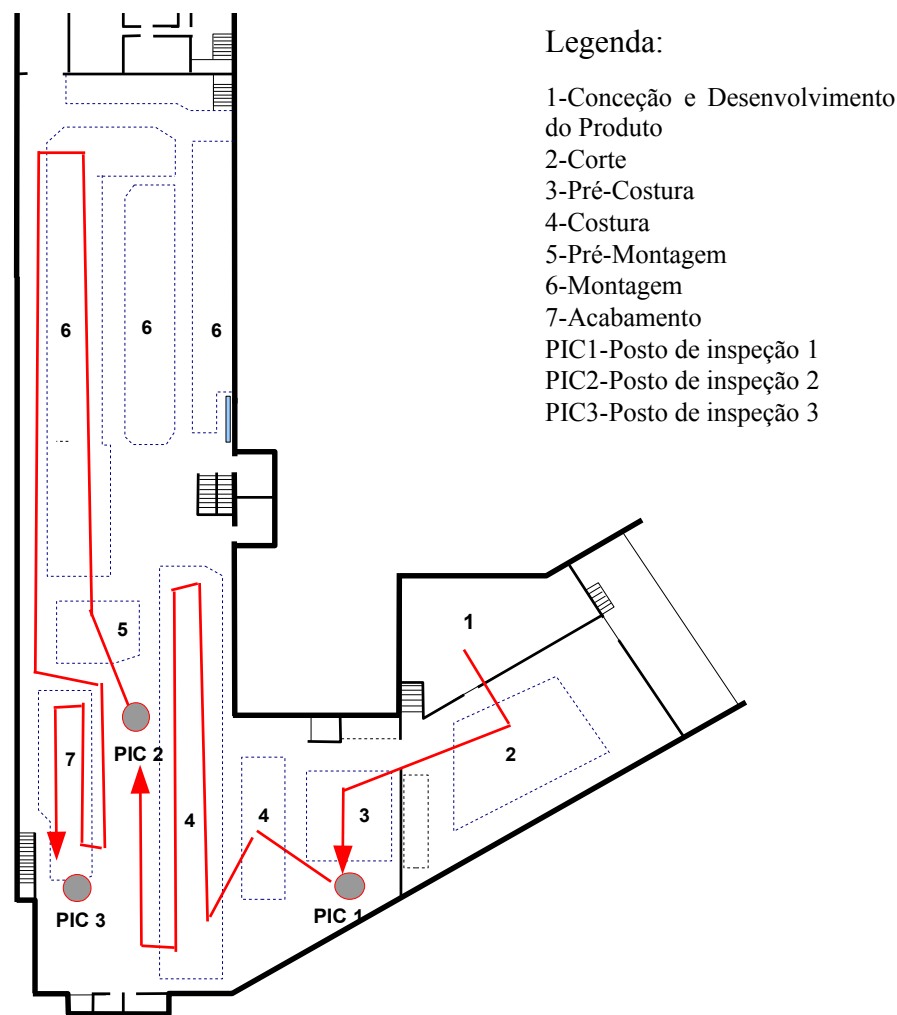 Legenda:
1-Conceção e Desenvolvimento
do Produto
2-Corte
3-Pré-Costura
4-Costura
5-Pré-Montagem
6-Montagem
7-Acabamento
PIC1-Posto de inspeção 1
PIC2-Posto de inspeção 2
PIC3-Posto de inspeção 3
6
6
6
5
1
7
PIC 2
2
4
4
3
PIC 3
PIC 1